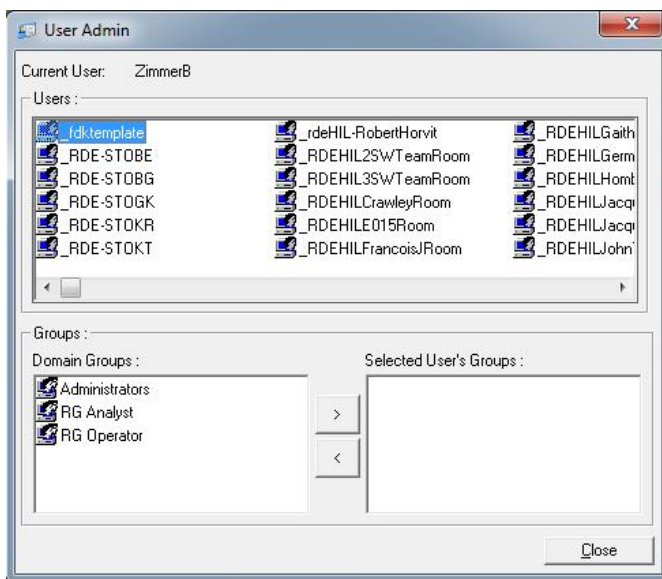 User Admin
Current User: ZimmerB
Users :
_fdktemplate _rdeHIL-RobertHorvit _RDEHILGaith
_RDE-STOBE _RDEHIL2SWTeamRoom _RDEHILGerm
_RDE-STOBG _RDEHIL3SWTeamRoom _RDEHILHomb
_RDE-STOGK _RDEHILCrawleyRoom _RDEHILJacqu
_RDE-STOKR _RDEHILE015Room _RDEHILJacqu
_RDE-STOKT _RDEHILFrancoisJRoom _RDEHILJohn
Groups :
Domain Groups : Selected User's Groups :
Administrators
RG Analyst
RG Operator
>
<
Close